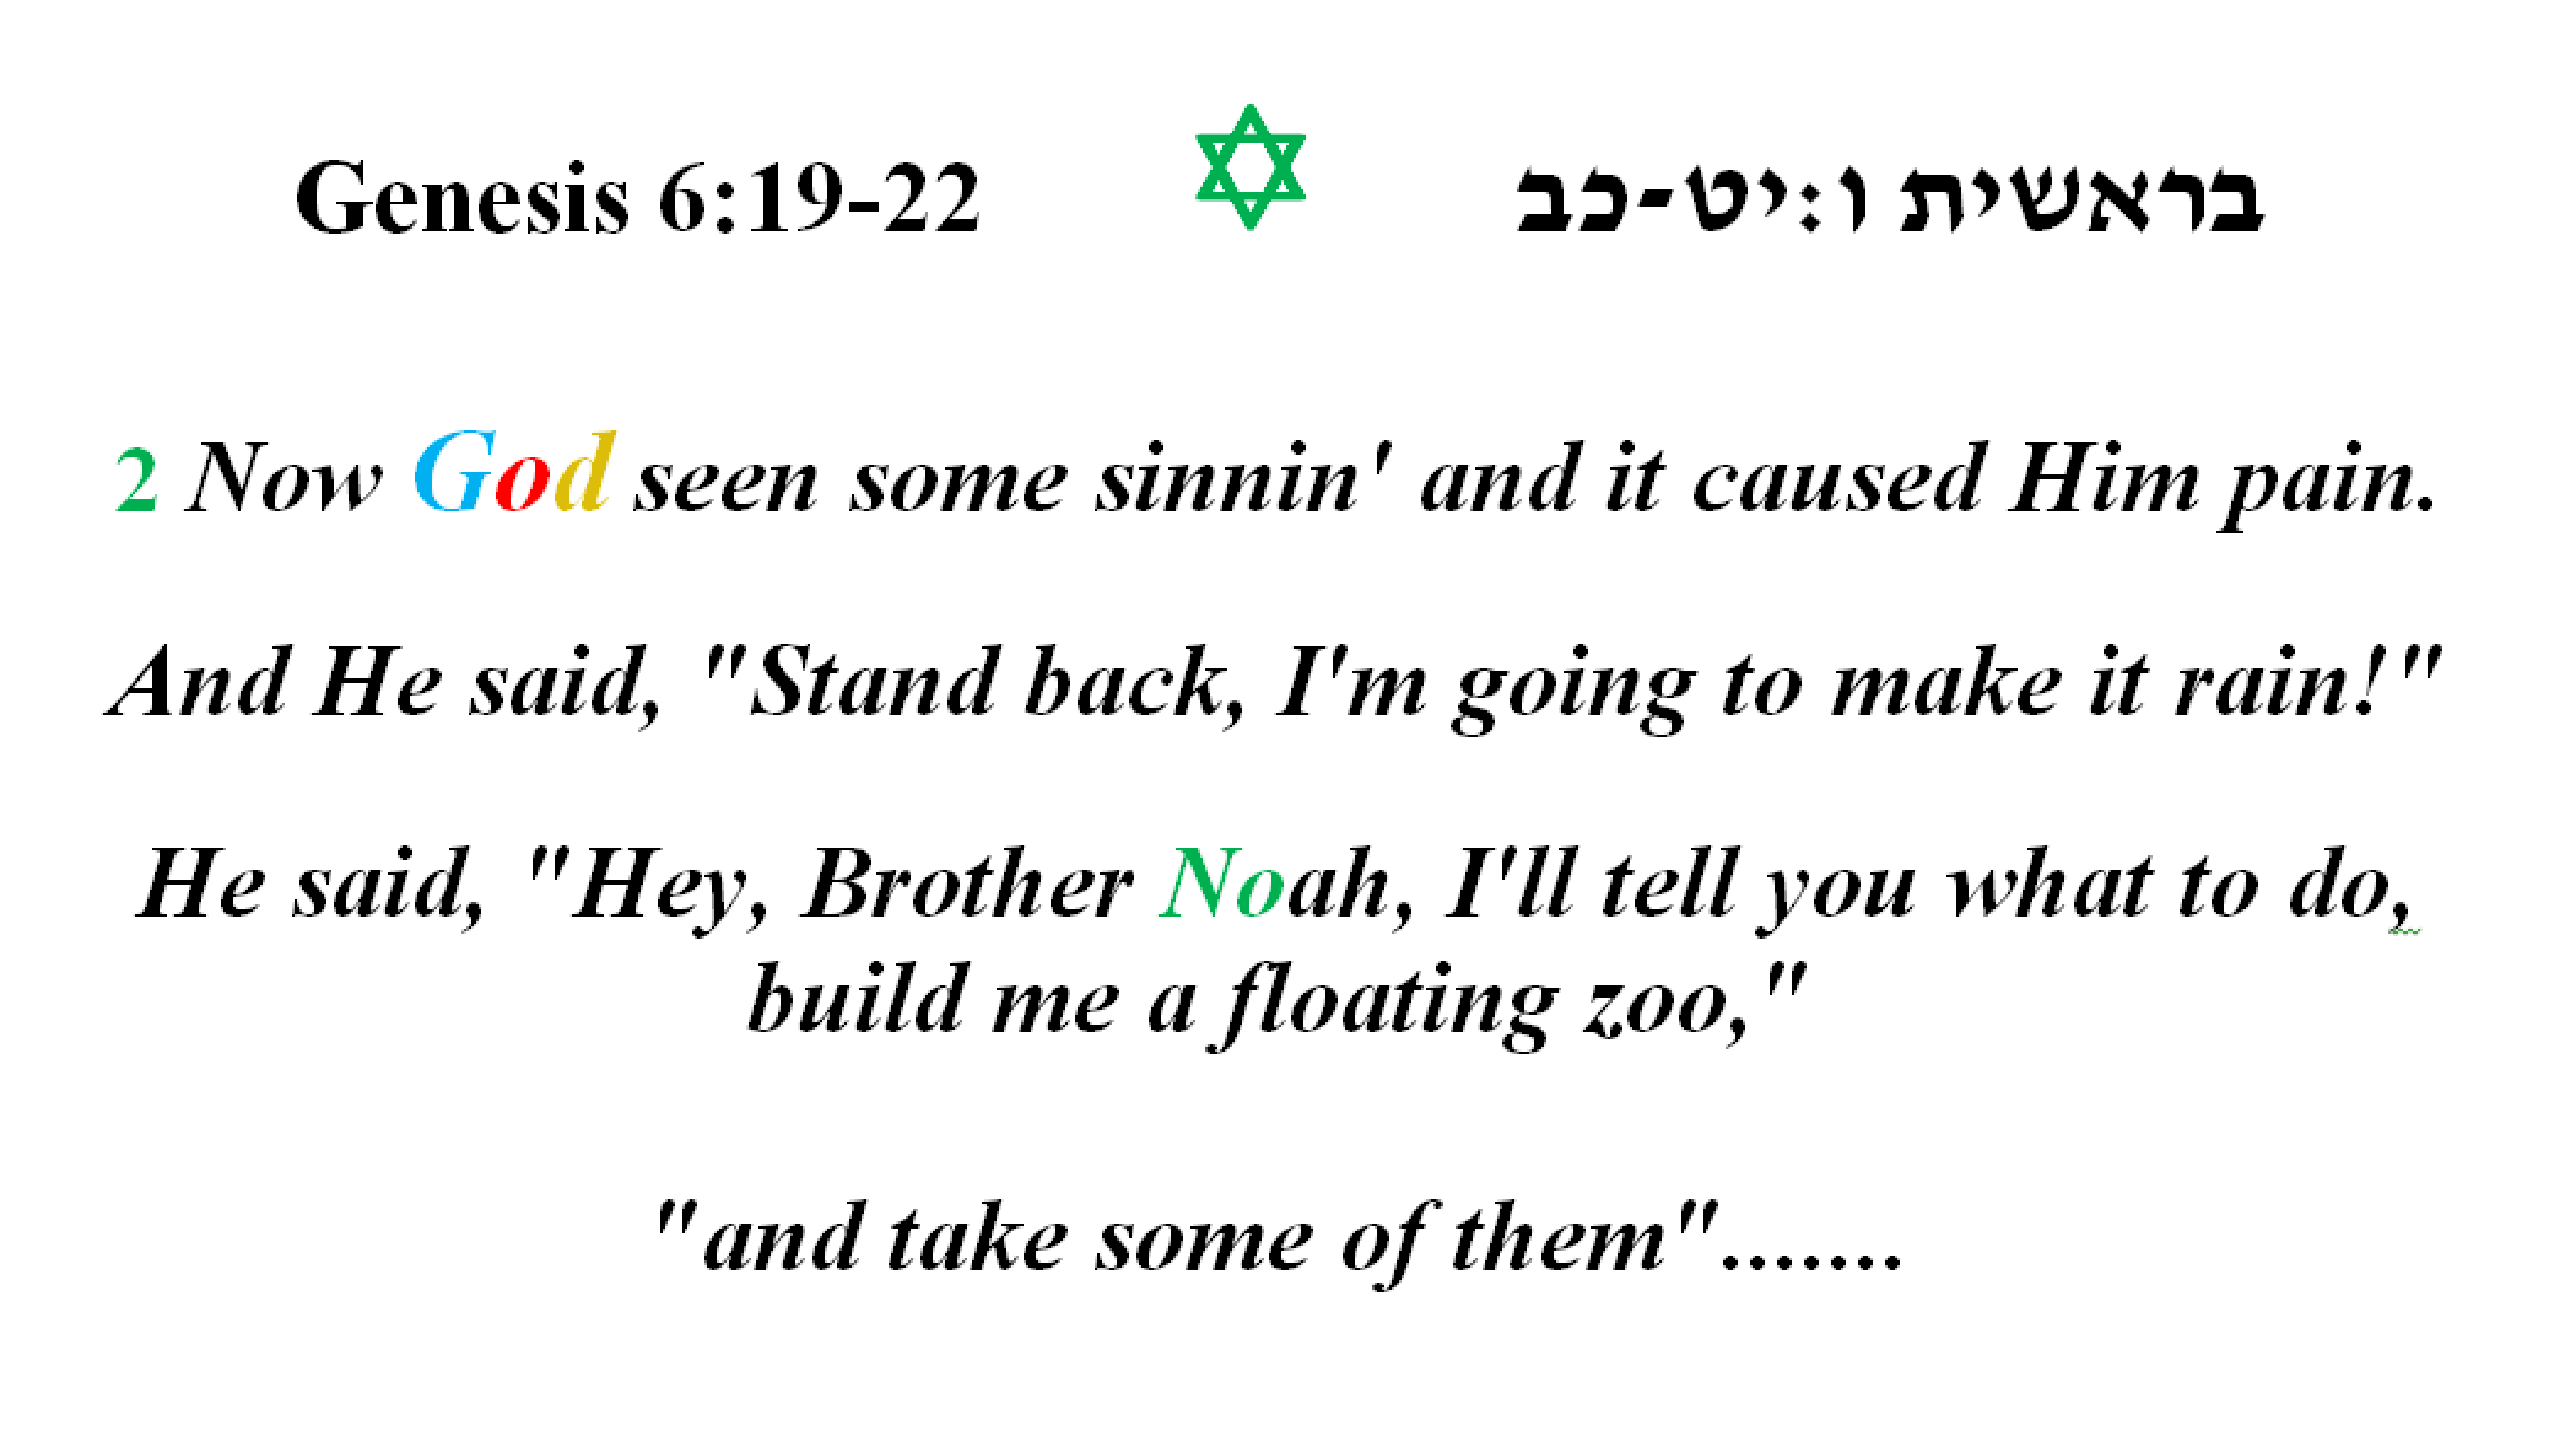 Genesis 6:19-22 בראשית ו:יט-כב
2 Now God seen some sinnin' and it caused Him pain.
And He said, "Stand back, I'm going to make it rain!"
He said, "Hey, Brother Noah, I'll tell you what to do,
build me a floating zoo,"
"and take some of them".......